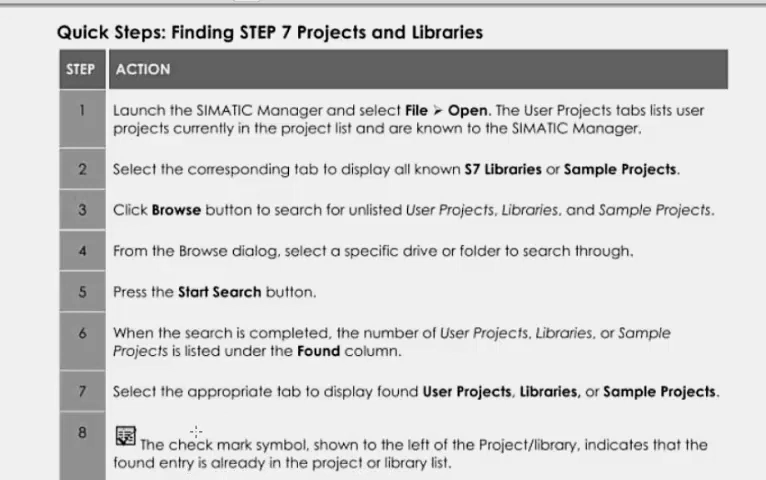 Quick Steps: Finding STEP 7 Projects and Libraries
STEP ACTION
1 Launch the SIMATIC Manager and select File ➢ Open. The User Projects tabs lists user
projects currently in the project list and are known to the SIMATIC Manager.
2 Select the corresponding tab to display all known S7 Libraries or Sample Projects.
3 Click Browse button to search for unlisted User Projects, Libraries, and Sample Projects.
4 From the Browse dialog, select a specific drive or folder to search through.
5 Press the Start Search button.
6 When the search is completed, the number of User Projects, Libraries, or Sample
Projects is listed under the Found column.
7 Select the appropriate tab to display found User Projects, Libraries, or Sample Projects.
8 The check mark symbol, shown to the left of the Project/library, indicates that the
found entry is already in the project or library list.